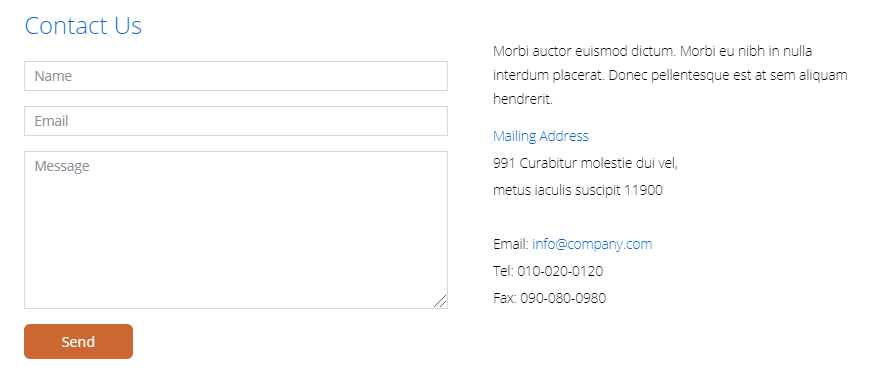 Contact Us
Name
Email
Message
Send
Morbi auctor euismod dictum. Morbi eu nibh in nulla
interdum placerat. Donec pellentesque est at sem aliquam
hendrerit.
Mailing Address
991 Curabitur molestie dui vel,
metus iaculis suscipit 11900
Email: info@company.com
Tel: 010-020-0120
Fax: 090-080-0980